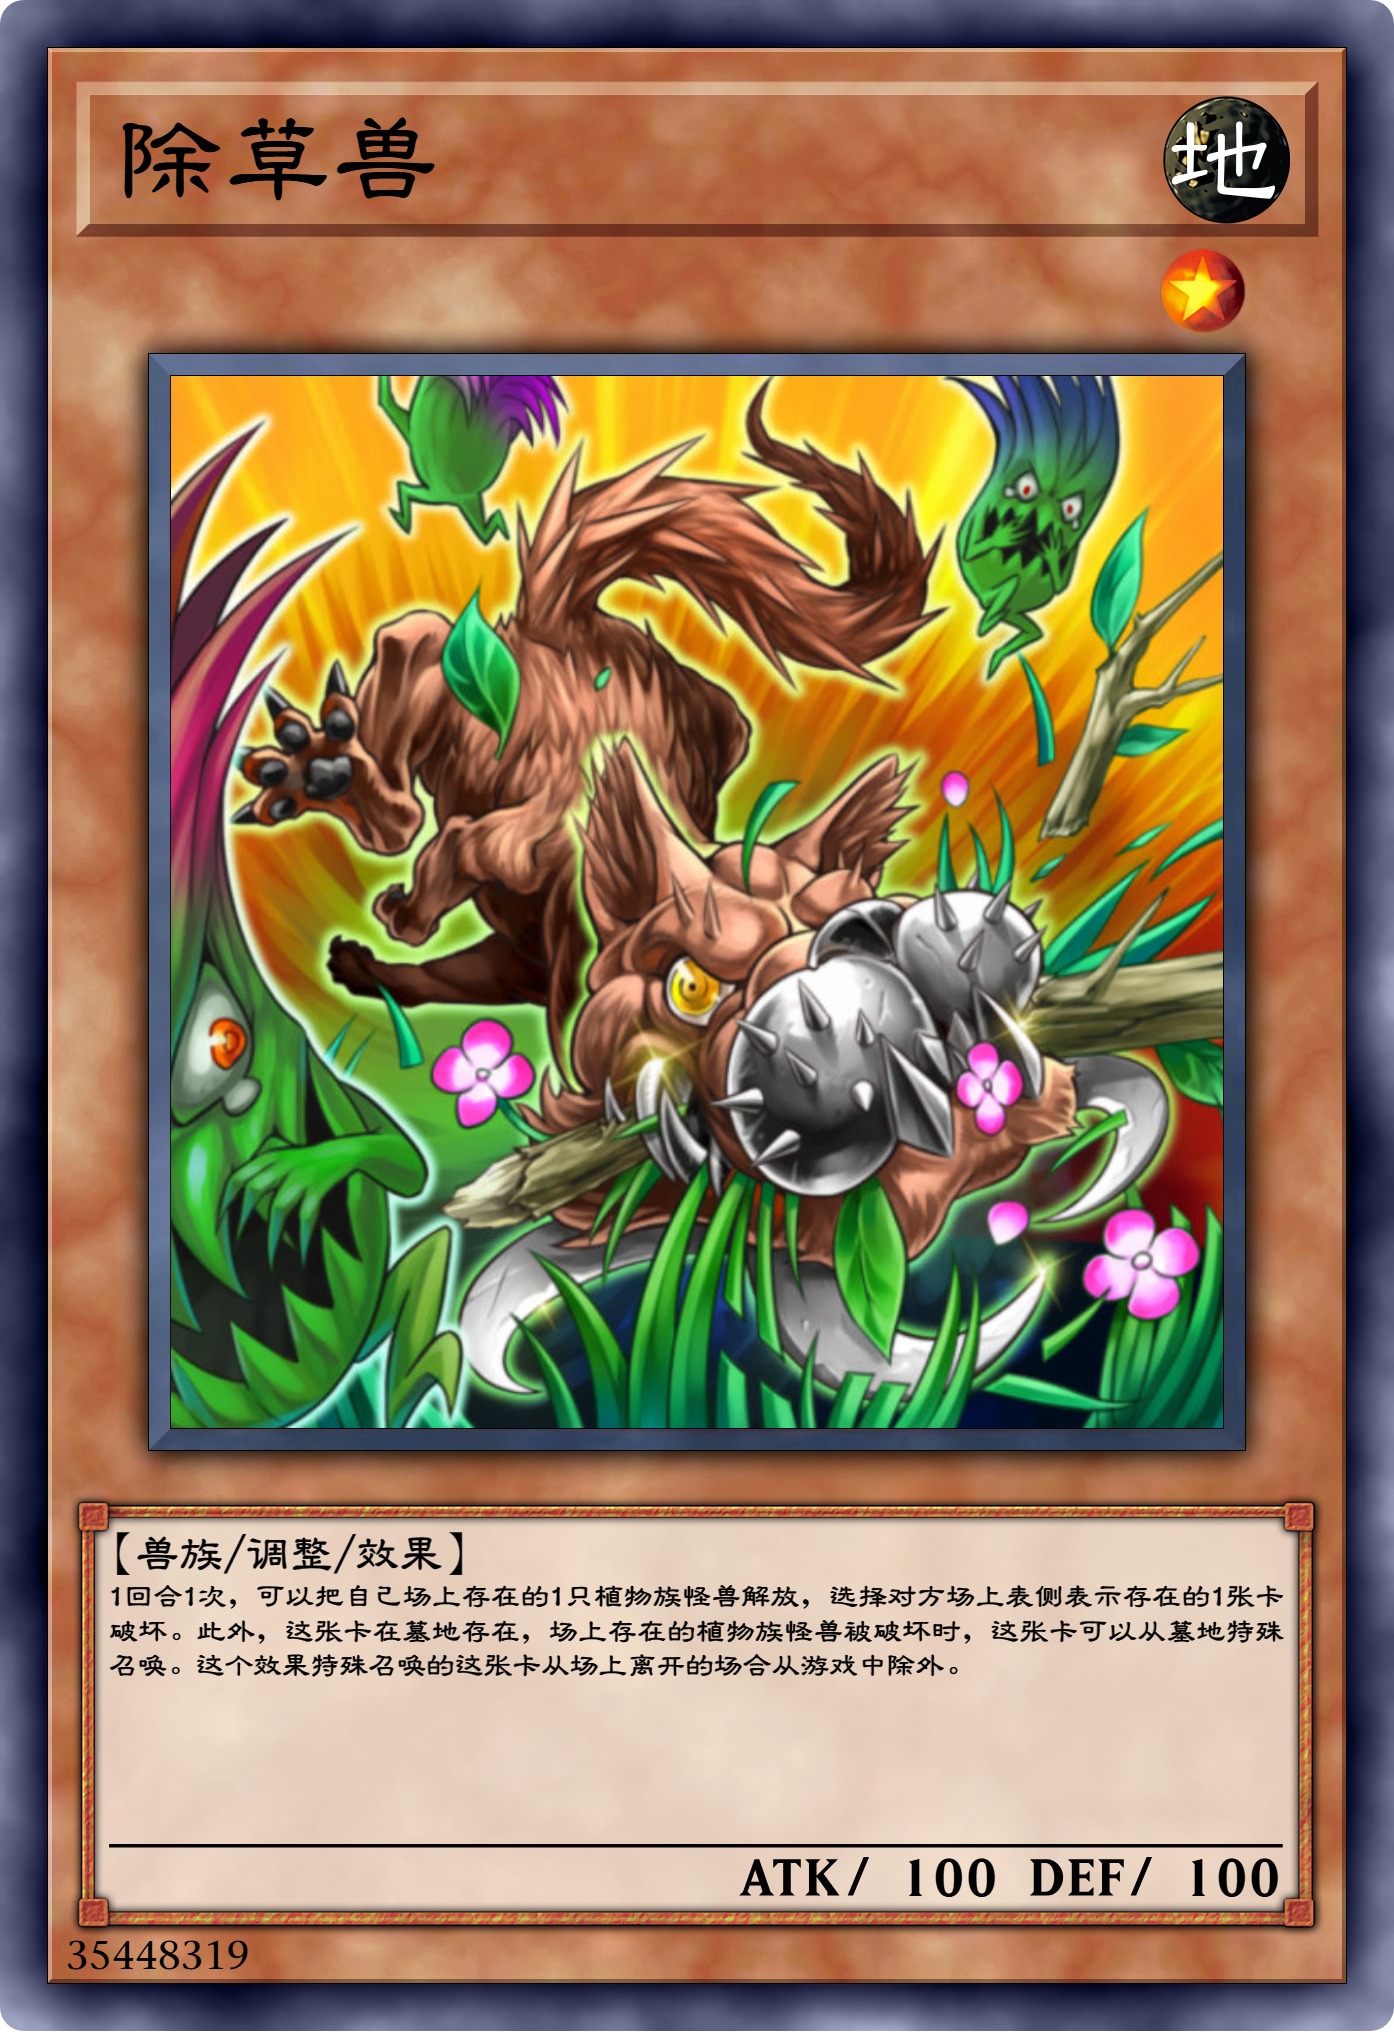 除草兽
地
【兽族/调整/效果】
1回合1次，可以把自己场上存在的1只植物族怪兽解放，选择对方场上表侧表示存在的1张卡
破坏。此外，这张卡在墓地存在，场上存在的植物族怪兽被破坏时，这张卡可以从墓地特殊
召唤。这个效果特殊召唤的这张卡从场上离开的场合从游戏中除外。
ATK/ 100 DEF/ 100
35448319